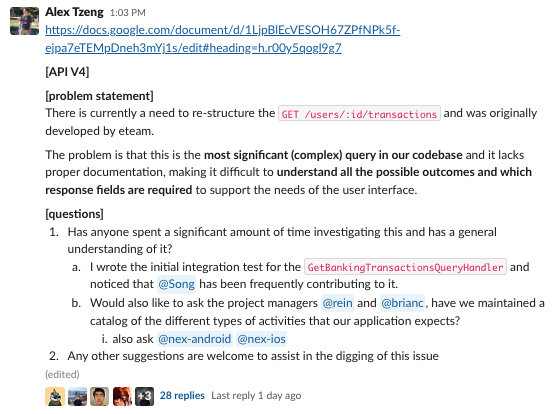 Alex Tzeng 1:03 PM
https://docs.google.com/document/d/1LjpBlEcVESOH67ZPfNPk5f-
ejpa7eTEMpDneh3mYj1s/edit#heading=h.r00y5qogl9g7
[API V4]
[problem statement]
There is currently a need to re-structure the GET /users/:id/transactions and was originally
developed by eteam.
The problem is that this is the most significant (complex) query in our codebase and it lacks
proper documentation, making it difficult to understand all the possible outcomes and which
response fields are required to support the needs of the user interface.
[questions]
1. Has anyone spent a significant amount of time investigating this and has a general
understanding of it?
a. I wrote the initial integration test for the GetBankingTransactionsQueryHandler and
noticed that @Song has been frequently contributing to it.
b. Would also like to ask the project managers @rein and @brianc, have we maintained a
catalog of the different types of activities that our application expects?
i. also ask @nex-android @nex-ios
2. Any other suggestions are welcome to assist in the digging of this issue
(edited)
+3 28 replies Last reply 1 day ago